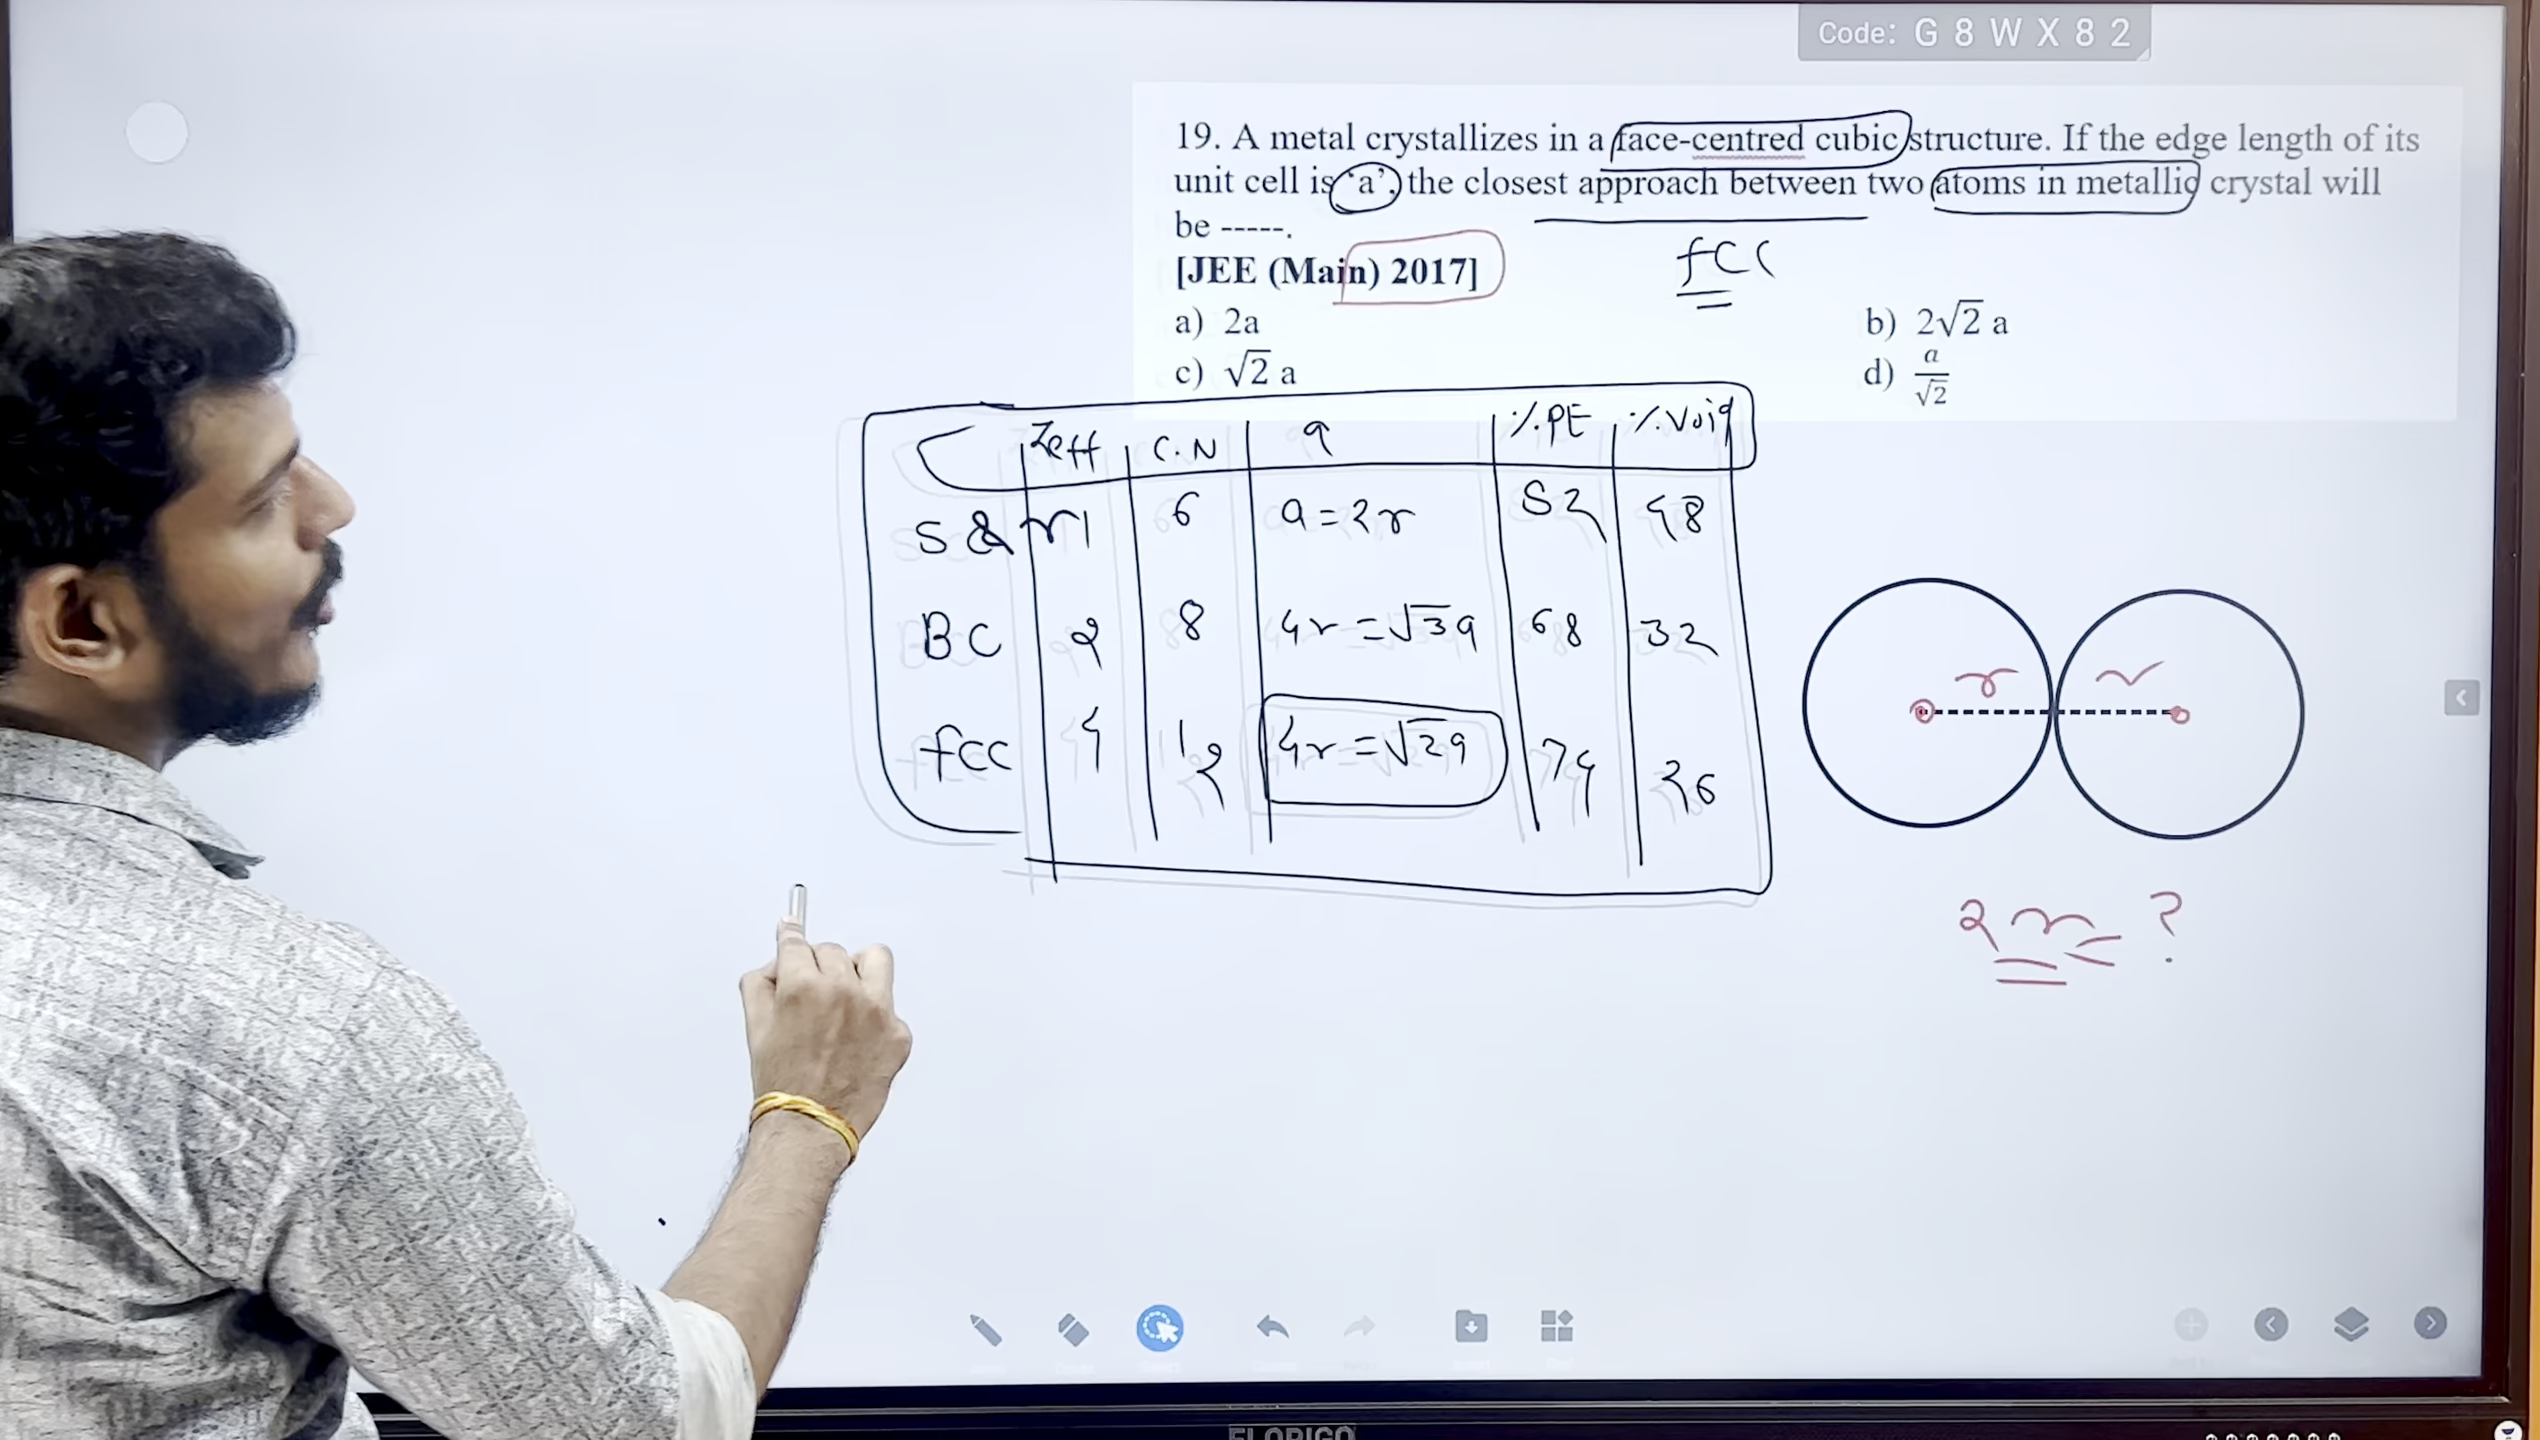 Code: G 8 W X 8 2
19. A metal crystallizes in a face-centred cubic structure. If the edge length of its
unit cell is ‘a’, the closest approach between two atoms in metallic crystal will
be -----.
[JEE (Main) 2017]
fCC
a) 2a
b) 2√2 a
c) √2 a
d) a/√2
Zeff C.N a %.PE %.Void
1 6 a = 2r 52 48
BC 2 8 4r = √3a 68 32
fcc 4 12 4r = √2a 74 26
r r
2r = ?
FLORIGO